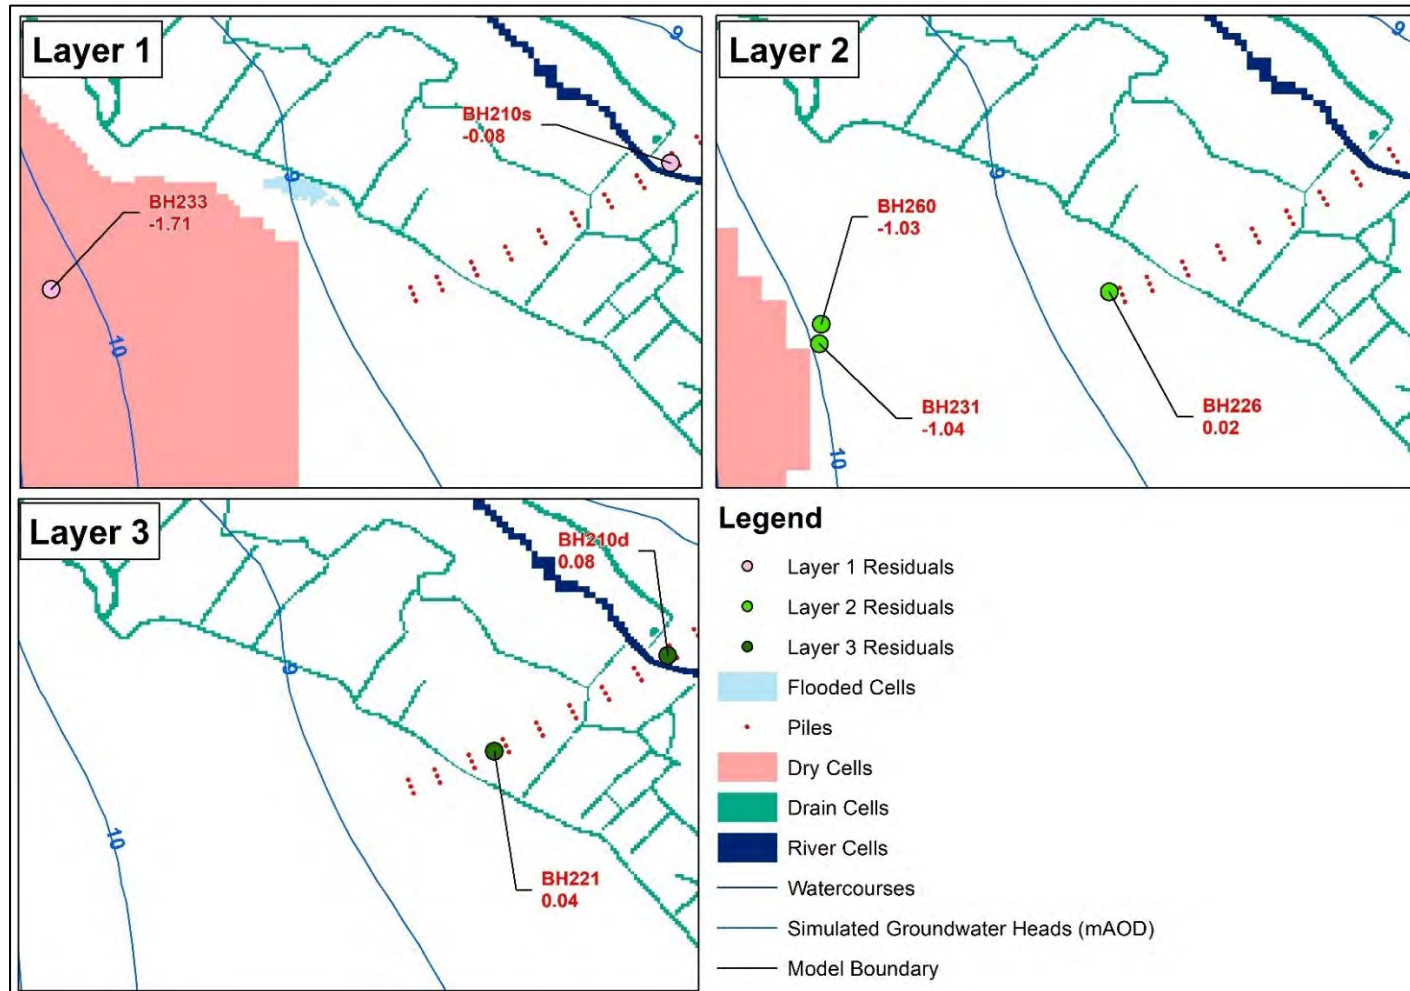 Layer 1
9
BH210s
-0.08
BH233
-1.71
10
Layer 2
9
9
BH260
-1.03
BH231
-1.04
BH226
0.02
10
Layer 3
BH210d
0.08
9
10
BH221
0.04
Legend
Layer 1 Residuals
Layer 2 Residuals
Layer 3 Residuals
Flooded Cells
Piles
Dry Cells
Drain Cells
River Cells
Watercourses
Simulated Groundwater Heads (mAOD)
Model Boundary